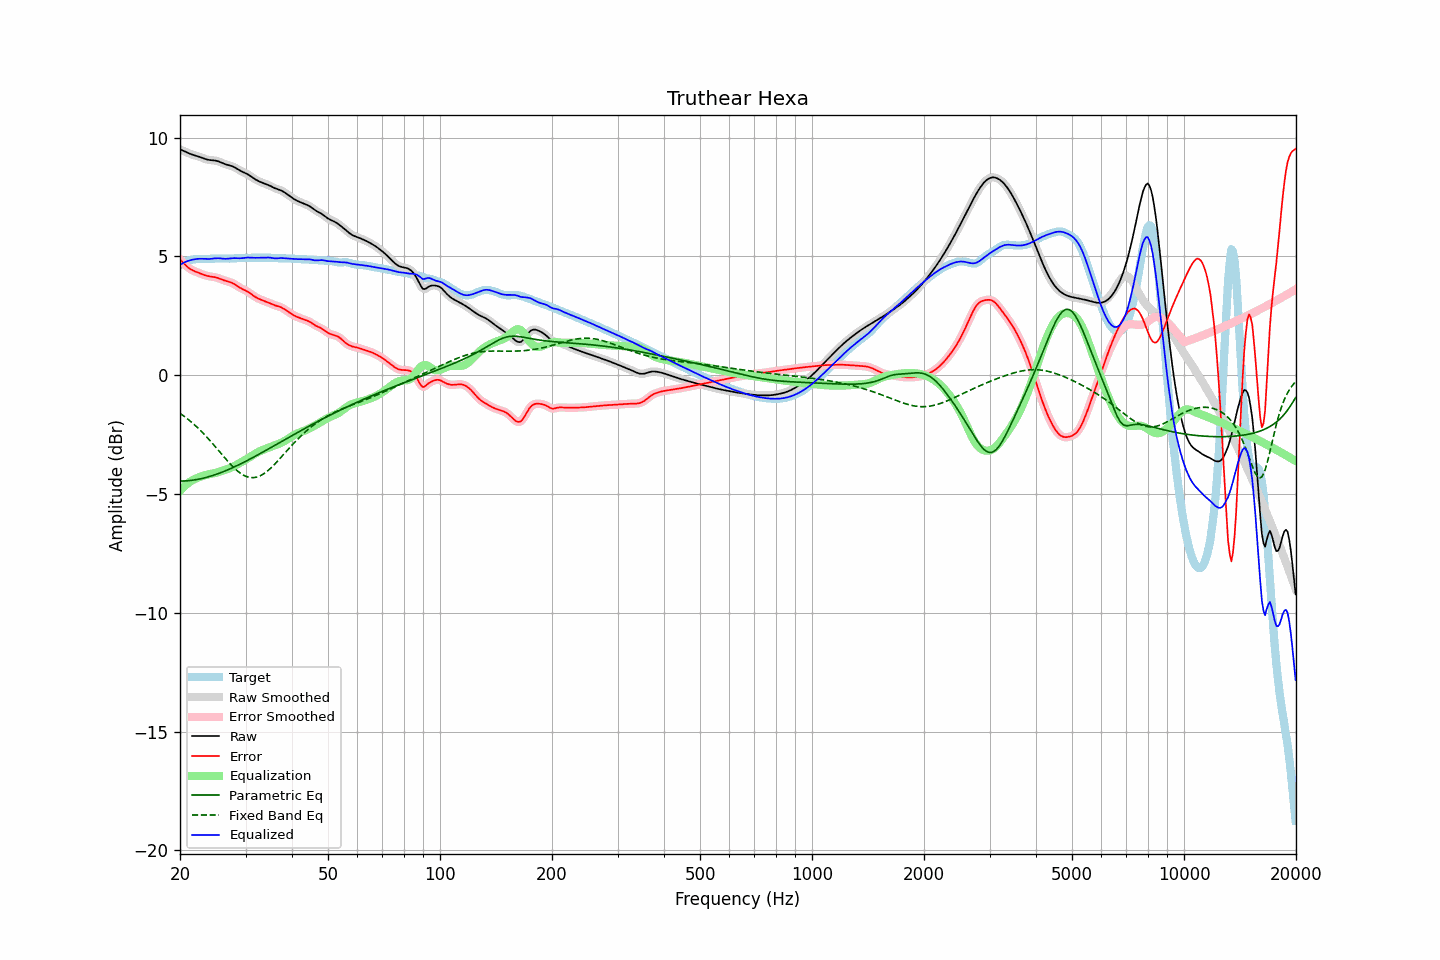 Truthear Hexa
10
5
0
−5
−10
−15
−20
Amplitude (dBr)
Target
Raw Smoothed
Error Smoothed
Raw
Error
Equalization
Parametric Eq
Fixed Band Eq
Equalized
20 50 100 200 500 1000 2000 5000 10000 20000
Frequency (Hz)